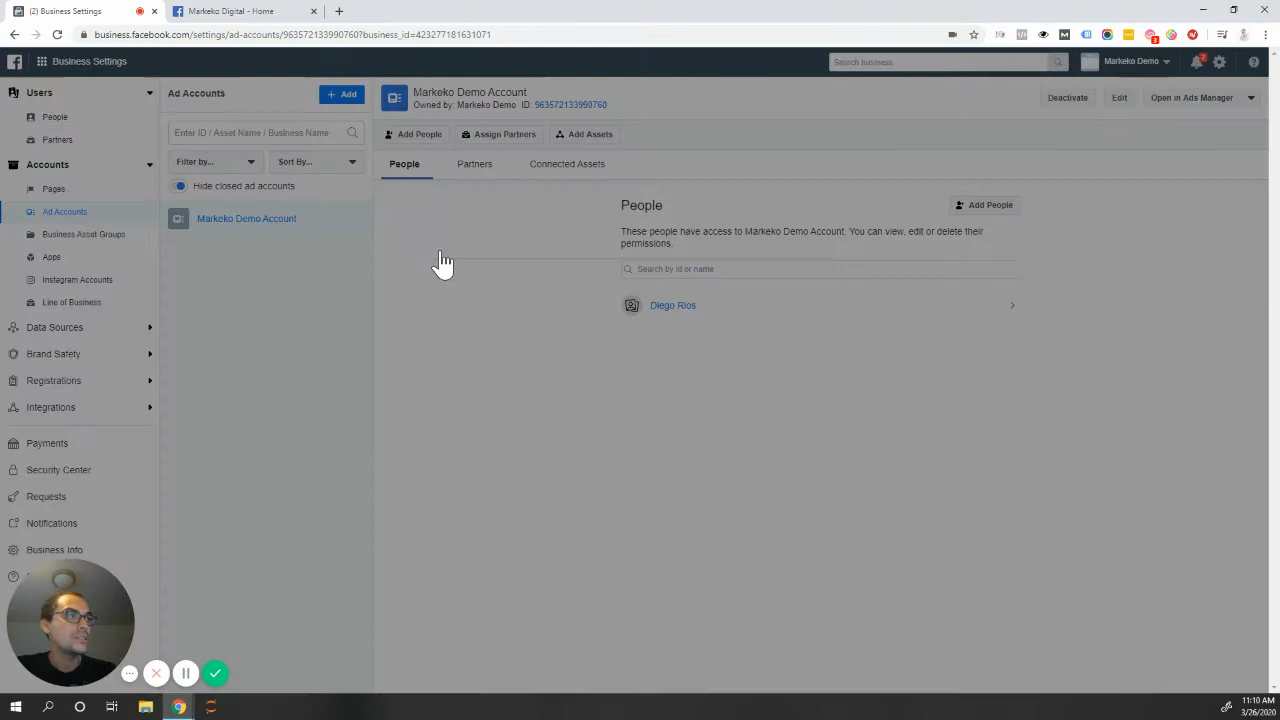 (2) Business Settings
Markeko Digital - Home
business.facebook.com/settings/ad-accounts/963572133990760?business_id=423277181631071
3
Business Settings
Search business
Markeko Demo
Users
People
Partners
Accounts
Pages
Ad Accounts
Business Asset Groups
Apps
Instagram Accounts
Line of Business
Data Sources
Brand Safety
Registrations
Integrations
Payments
Security Center
Requests
Notifications
Business Info
Ad Accounts
+ Add
Enter ID / Asset Name / Business Name
Filter by...
Sort By...
Hide closed ad accounts
Markeko Demo Account
Markeko Demo Account
Owned by: Markeko Demo ID: 963572133990760
Deactivate
Edit
Open in Ads Manager
Add People
Assign Partners
Add Assets
People
Partners
Connected Assets
People
Add People
These people have access to Markeko Demo Account. You can view, edit or delete their
permissions.
Search by id or name
Diego Rios
11:10 AM
3/26/2020